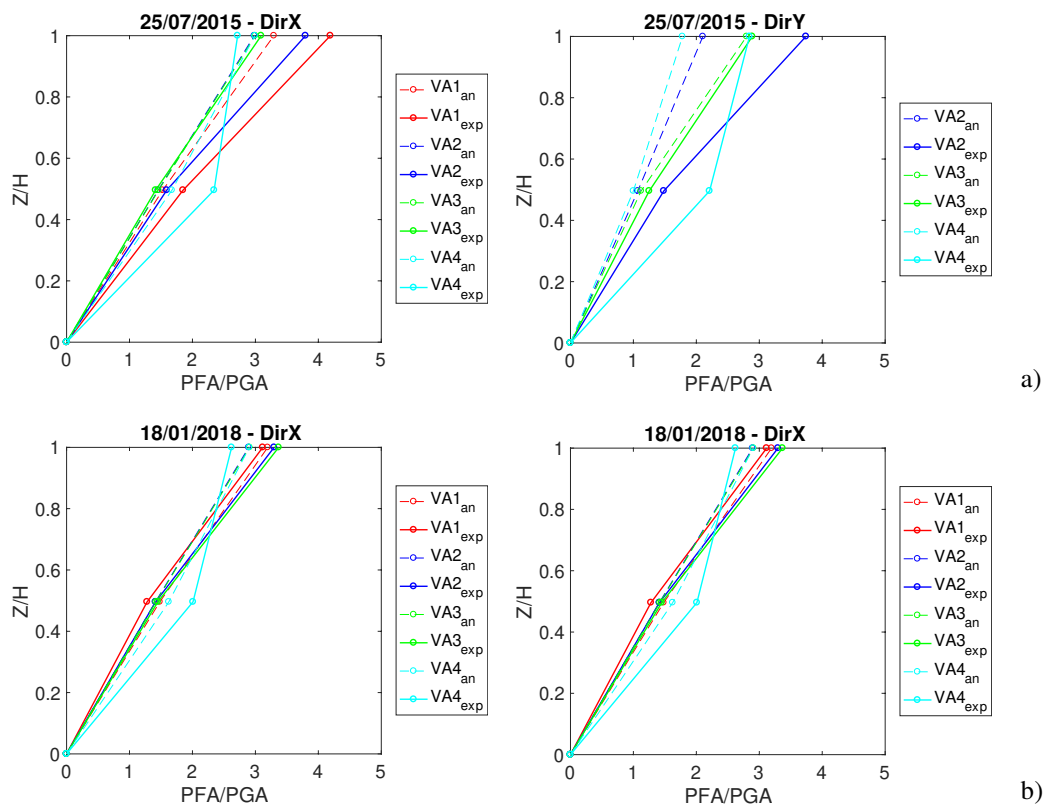 25/07/2015 - DirX
1
0.8
0.6
0.4
0.2
0
Z/H
0 1 2 3 4 5
PFA/PGA
VA1an
VA1exp
VA2an
VA2exp
VA3an
VA3exp
VA4an
VA4exp
25/07/2015 - DirY
1
0.8
0.6
0.4
0.2
0
Z/H
0 1 2 3 4 5
PFA/PGA
VA2an
VA2exp
VA3an
VA3exp
VA4an
VA4exp
a)
18/01/2018 - DirX
1
0.8
0.6
0.4
0.2
0
Z/H
0 1 2 3 4 5
PFA/PGA
VA1an
VA1exp
VA2an
VA2exp
VA3an
VA3exp
VA4an
VA4exp
18/01/2018 - DirX
1
0.8
0.6
0.4
0.2
0
Z/H
0 1 2 3 4 5
PFA/PGA
VA1an
VA1exp
VA2an
VA2exp
VA3an
VA3exp
VA4an
VA4exp
b)